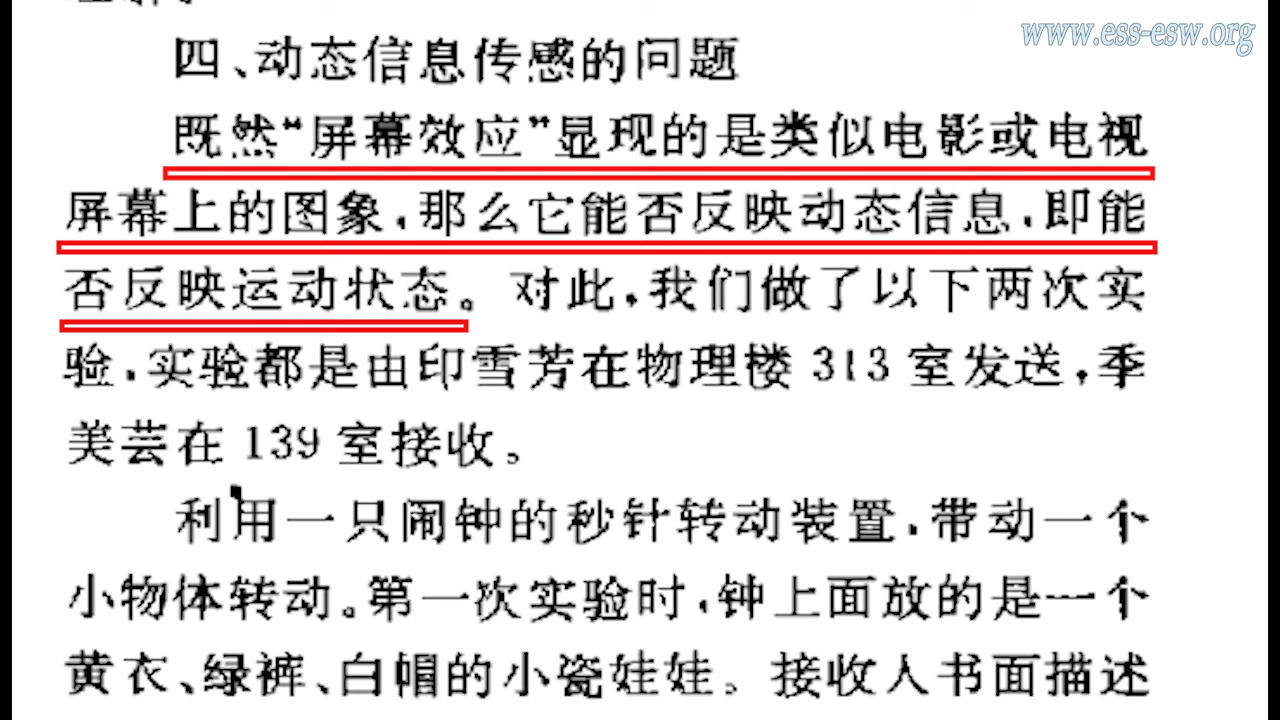 www.ess-esw.org
四、动态信息传感的问题
既然“屏幕效应”显现的是类似电影或电视
屏幕上的图象，那么它能否反映动态信息，即能
否反映运动状态。对此，我们做了以下两次实
验，实验都是由印雪芳在物理楼313室发送，季
美芸在139室接收。
利用一只闹钟的秒针转动装置，带动一个
小物体转动。第一次实验时，钟上面放的是一个
黄衣、绿裤、白帽的小瓷娃娃。接收人书面描述